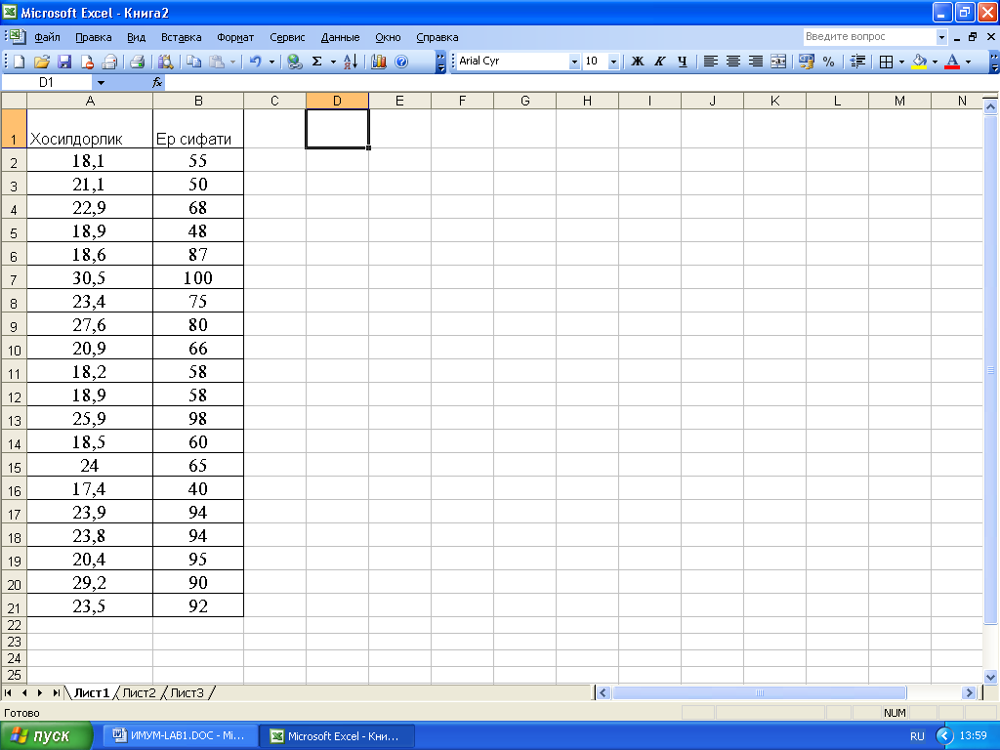 Microsoft Excel - Книга2
Файл Правка Вид Вставка Формат Сервис Данные Окно Справка Введите вопрос
Arial Cyr 10 Ж К Ч %
D1 fx
A B C D E F G H I J K L M N
1 Хосилдорлик Ер сифати
2 18,1 55
3 21,1 50
4 22,9 68
5 18,9 48
6 18,6 87
7 30,5 100
8 23,4 75
9 27,6 80
10 20,9 66
11 18,2 58
12 18,9 58
13 25,9 98
14 18,5 60
15 24 65
16 17,4 40
17 23,9 94
18 23,8 94
19 20,4 95
20 29,2 90
21 23,5 92
22
23
24
25
Лист1 Лист2 Лист3
Готово NUM
пуск ИМУМ-LAB1.DOC - Mi... Microsoft Excel - Кни... RU 13:59